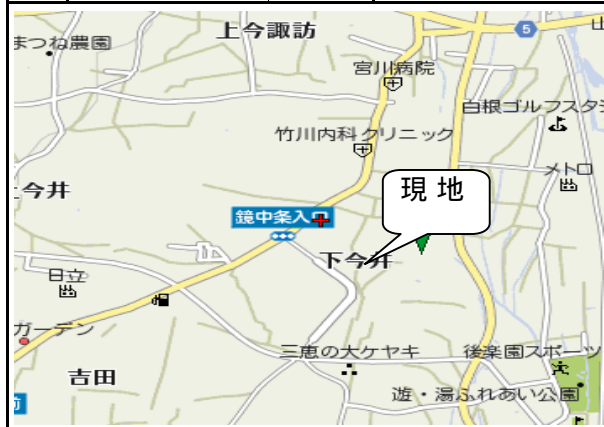 上今諏訪
5
まつね農園
宮川病院
白根ゴルフスタジ
竹川内科クリニック
メトロ
今井
現 地
鏡中条入口
下今井
日立
ガーデン
三恵の大ケヤキ
後楽園スポーツ
吉田
遊・湯ふれあい公園